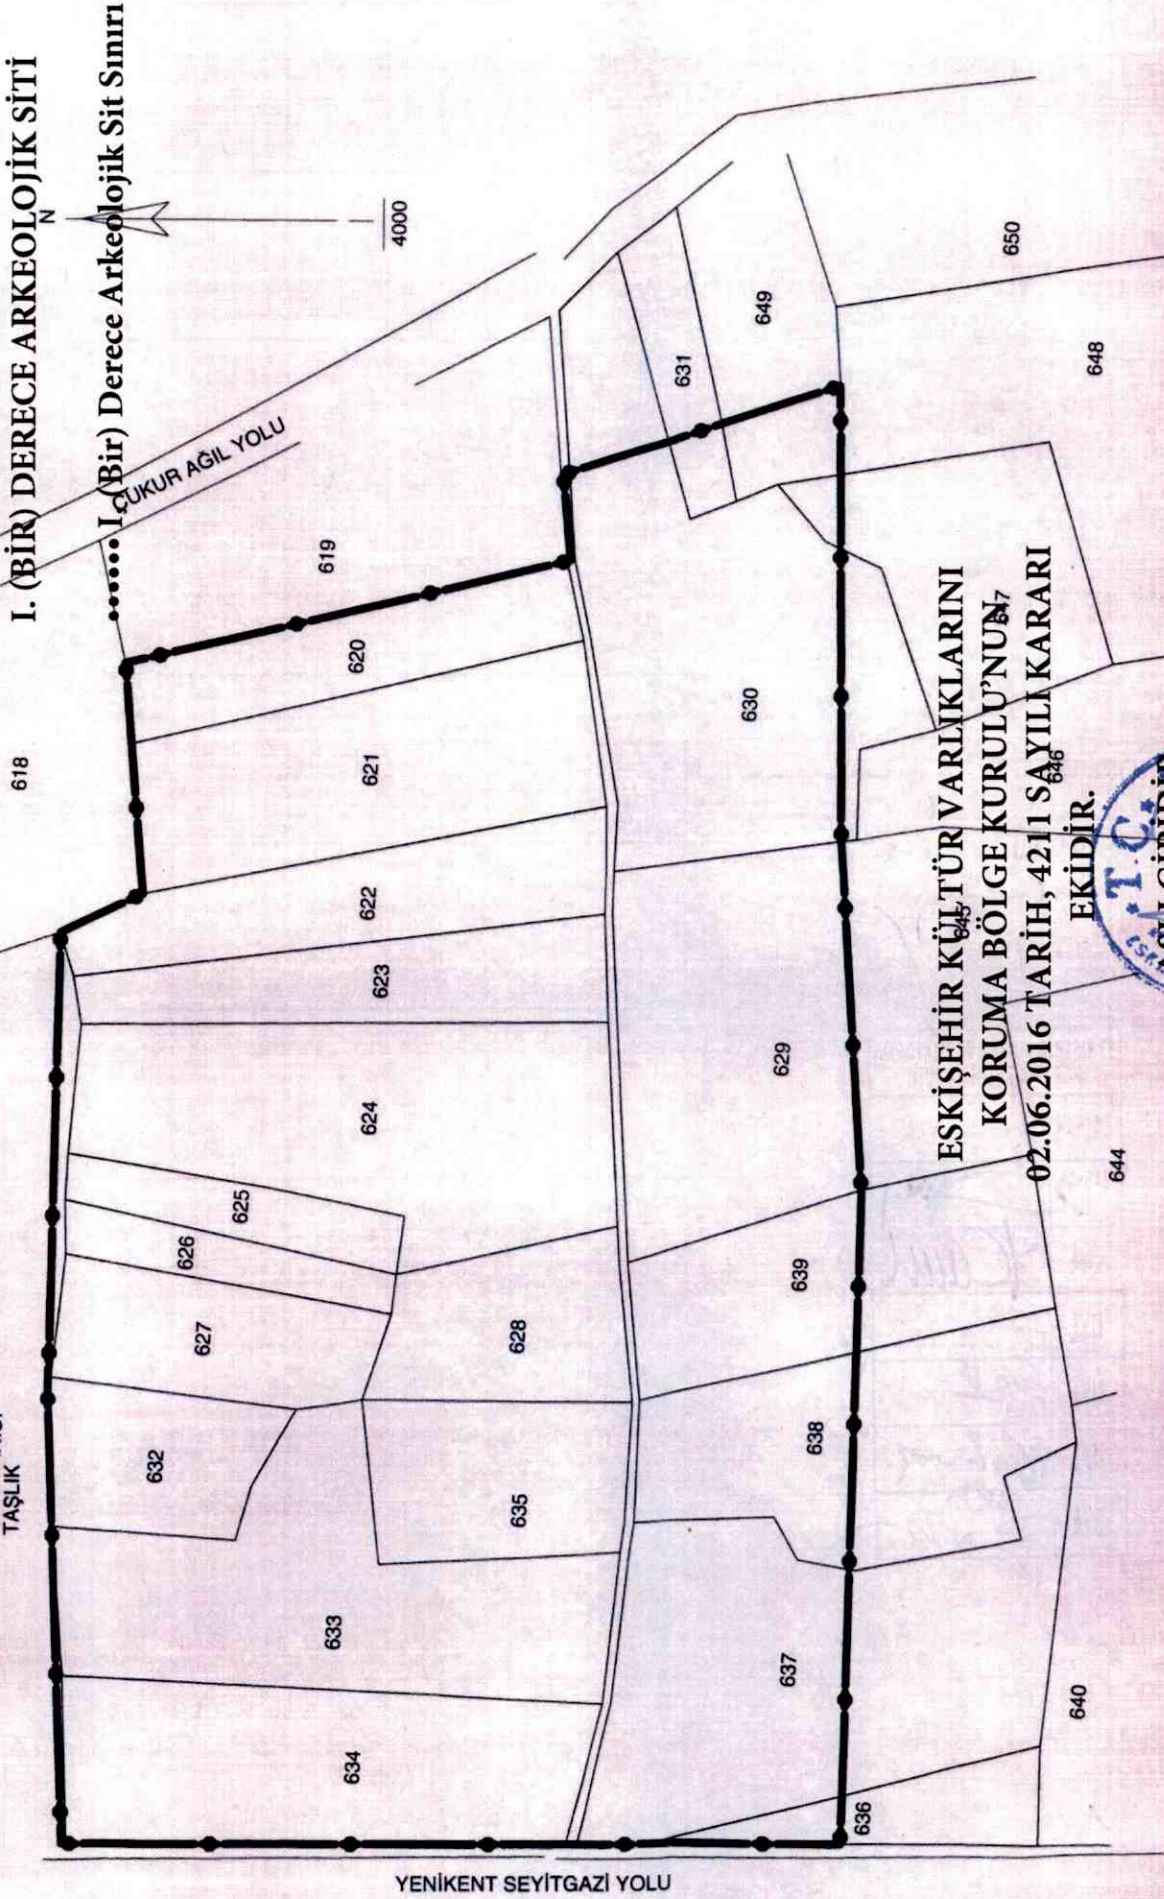 I. (BİR) DERECE ARKEOLOJİK SİTİ
•••••• I. (Bir) Derece Arkeolojik Sit Sınırı
N
4000
ÇUKUR AĞIL YOLU
618
TAŞLIK
619
620
621
622
623
624
625
626
627
628
632
633
634
635
631
649
650
648
630
629
639
638
637
636
640
644
645
646
647
YENİKENT SEYİTGAZİ YOLU
ESKİŞEHİR KÜLTÜR VARLIKLARINI
KORUMA BÖLGE KURULU'NUN
02.06.2016 TARİH, 4211 SAYILI KARARI
EKİDİR.
T.C.